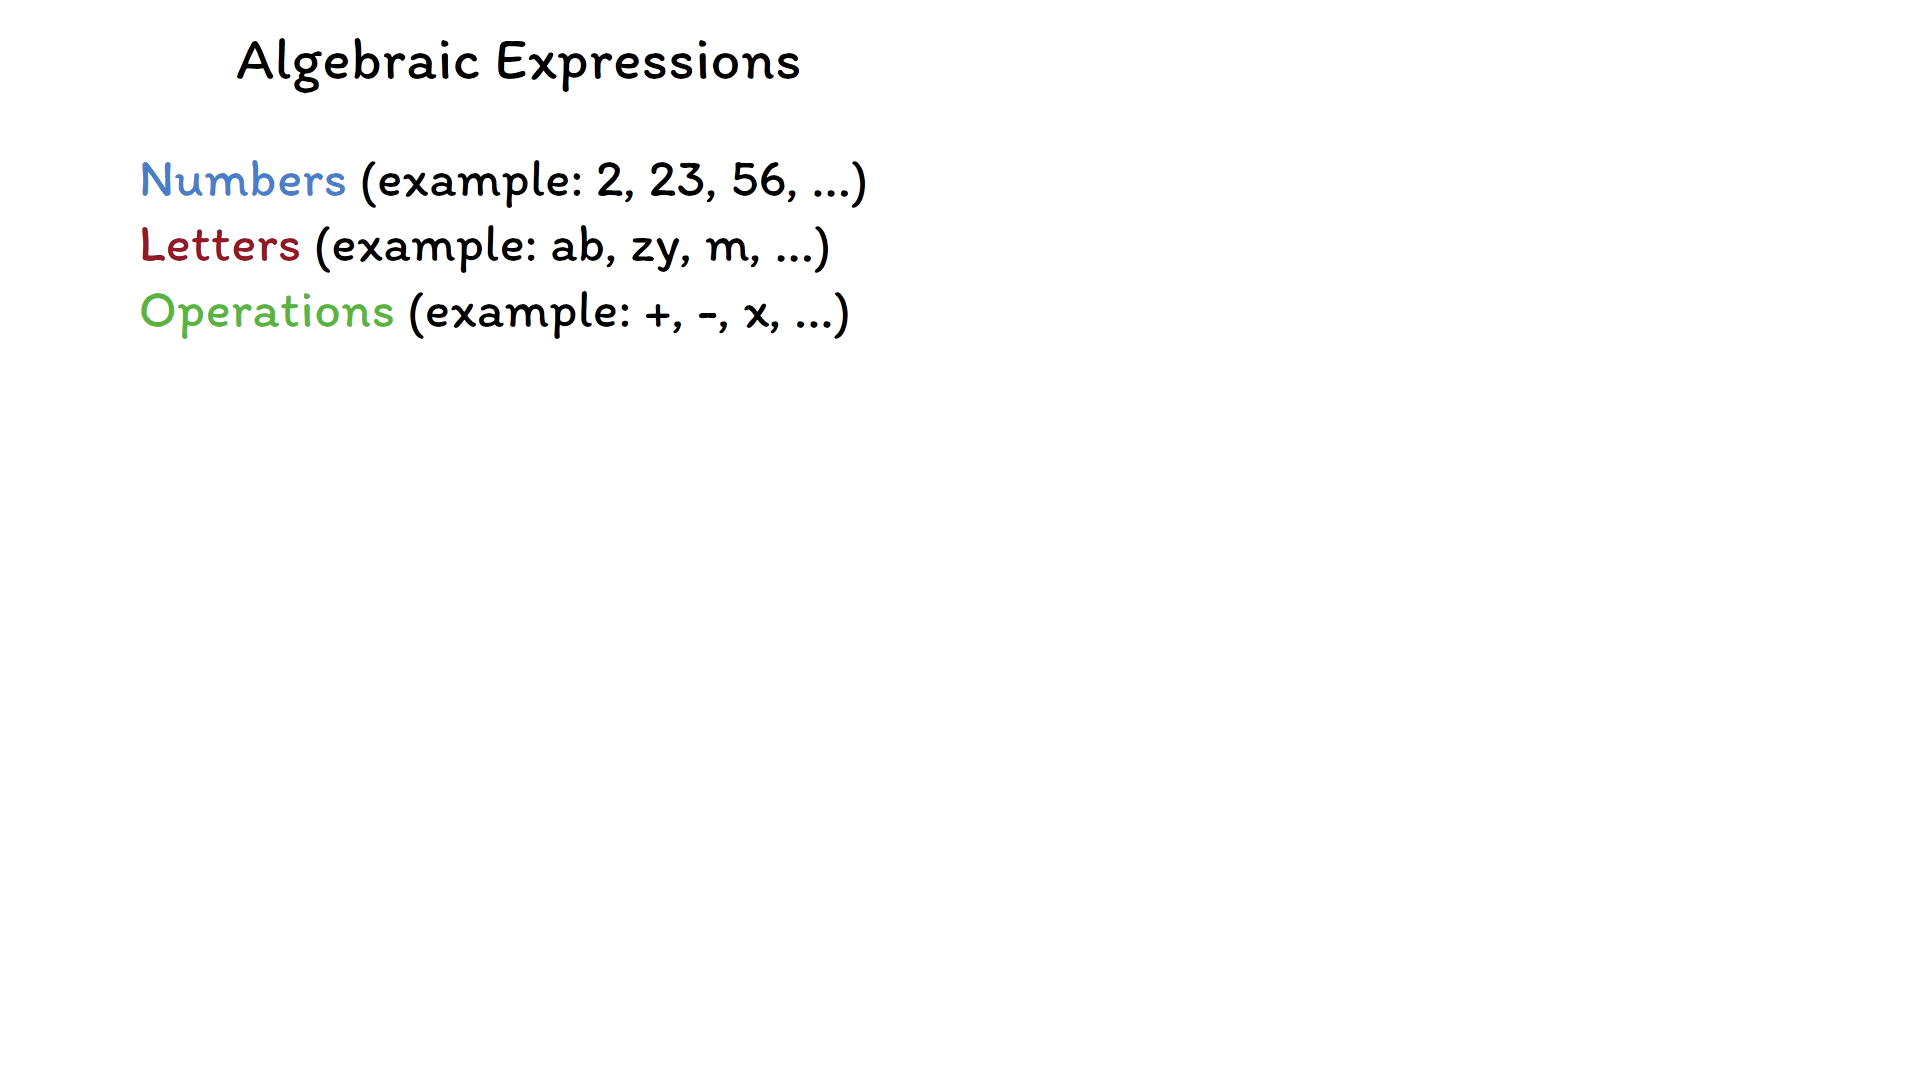 Algebraic Expressions
Numbers (example: 2, 23, 56, ...)
Letters (example: ab, zy, m, ...)
Operations (example: +, -, x, ...)